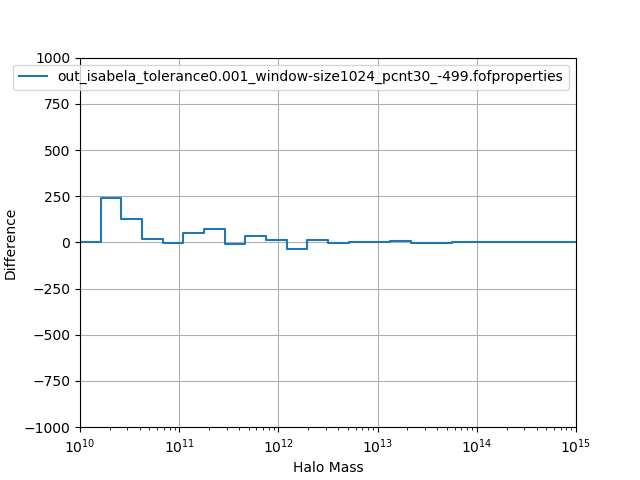 out_isabela_tolerance0.001_window-size1024_pcnt30_-499.fofproperties
1000
750
500
250
0
−250
−500
−750
−1000
Difference
10^10 10^11 10^12 10^13 10^14 10^15
Halo Mass